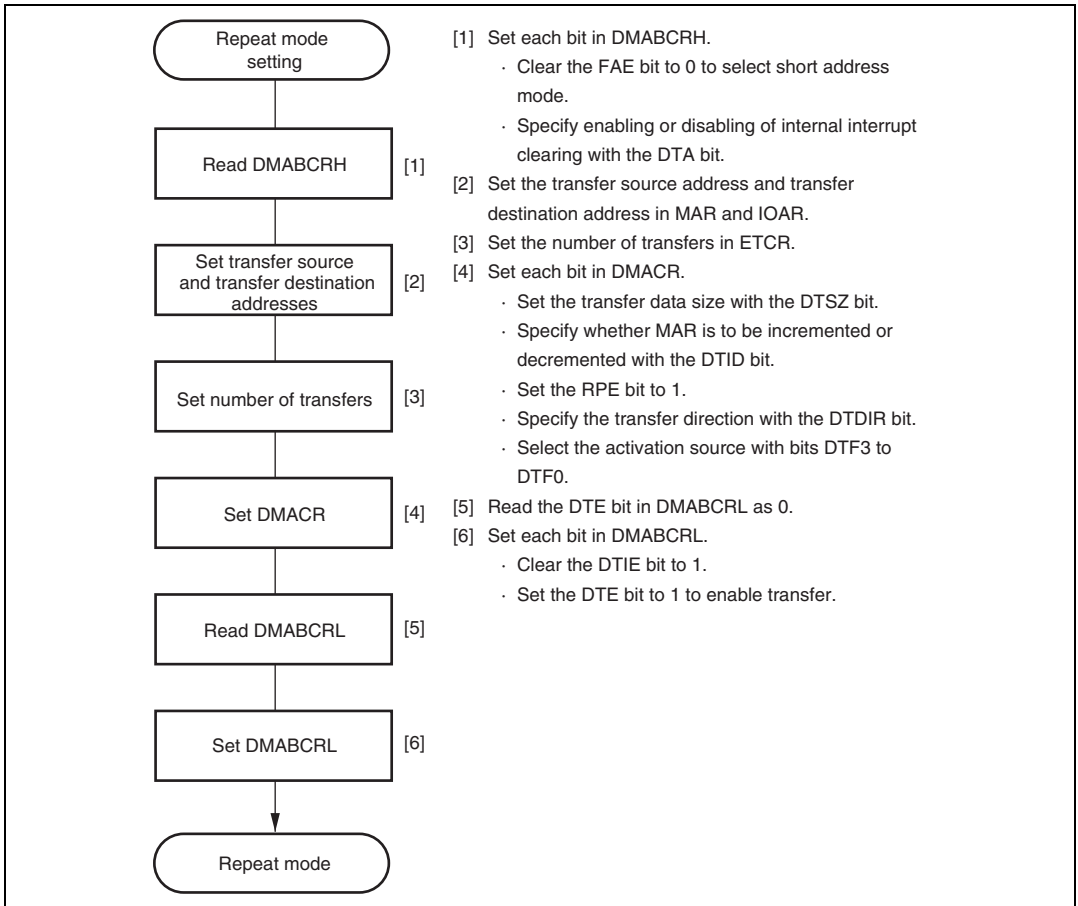 Repeat mode
setting
Read DMABCRH
[1]
Set transfer source
and transfer destination
addresses
[2]
Set number of transfers
[3]
Set DMACR
[4]
Read DMABCRL
[5]
Set DMABCRL
[6]
Repeat mode
[1] Set each bit in DMABCRH.
· Clear the FAE bit to 0 to select short address
mode.
· Specify enabling or disabling of internal interrupt
clearing with the DTA bit.
[2] Set the transfer source address and transfer
destination address in MAR and IOAR.
[3] Set the number of transfers in ETCR.
[4] Set each bit in DMACR.
· Set the transfer data size with the DTSZ bit.
· Specify whether MAR is to be incremented or
decremented with the DTID bit.
· Set the RPE bit to 1.
· Specify the transfer direction with the DTDIR bit.
· Select the activation source with bits DTF3 to
DTF0.
[5] Read the DTE bit in DMABCRL as 0.
[6] Set each bit in DMABCRL.
· Clear the DTIE bit to 1.
· Set the DTE bit to 1 to enable transfer.